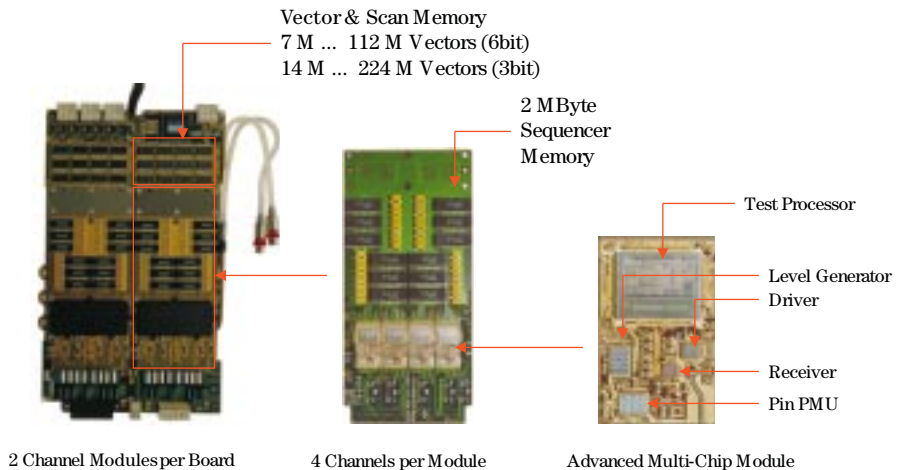 Vector & Scan Memory
7 M ... 112 M Vectors (6bit)
14 M ... 224 M Vectors (3bit)
2 MByte
Sequencer
Memory
Test Processor
Level Generator
Driver
Receiver
Pin PMU
2 Channel Modules per Board
4 Channels per Module
Advanced Multi-Chip Module